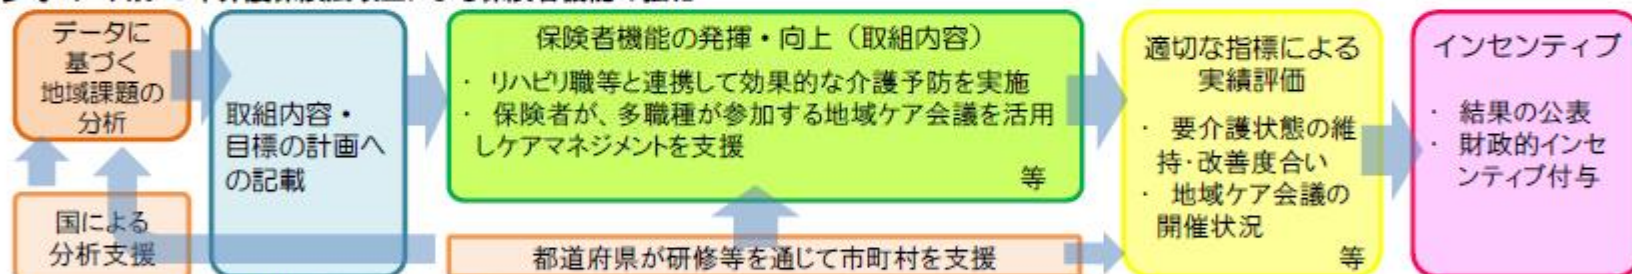 データに
基づく
地域課題の
分析
国による
分析支援
取組内容・
目標の計画へ
の記載
保険者機能の発揮・向上（取組内容）
・ リハビリ職等と連携して効果的な介護予防を実施
・ 保険者が、多職種が参加する地域ケア会議を活用
しケアマネジメントを支援
等
都道府県が研修等を通じて市町村を支援
適切な指標による
実績評価
・ 要介護状態の維
持・改善度合い
・ 地域ケア会議の
開催状況
等
インセンティブ
・ 結果の公表
・ 財政的インセ
ンティブ付与